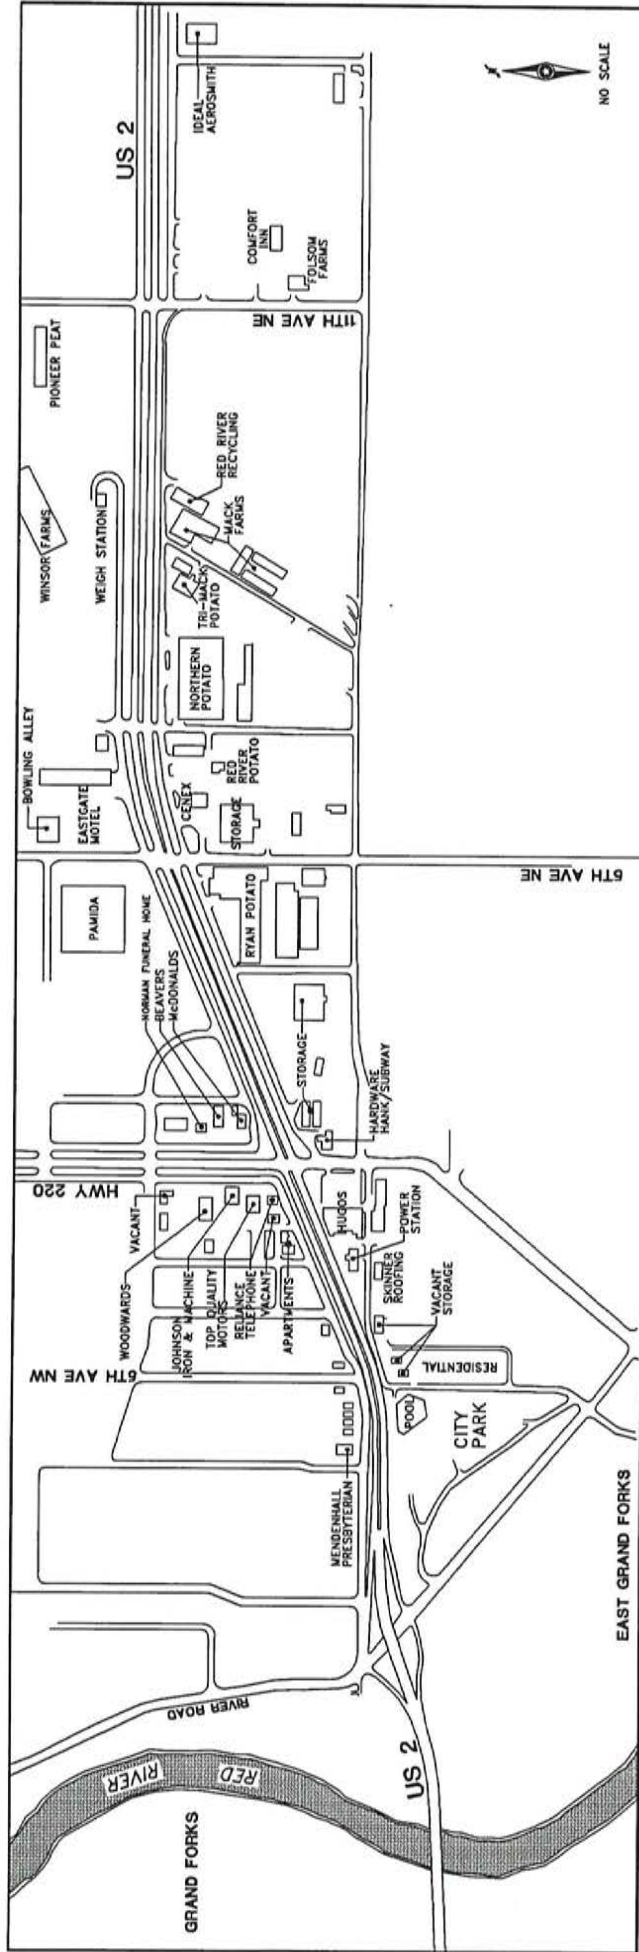 US 2
IDEAL
AEROSMITH
N
NO SCALE
COMFORT
INN
FOLSOM
FARMS
11TH AVE NE
PIONEER PEAT
WINSOR FARMS
WEIGH STATION
RED RIVER
RECYCLING
MACK
FARMS
TRI-MACK
POTATO
NORTHERN
POTATO
BOWLING ALLEY
EASTGATE
MOTEL
CENEX
RED
RIVER
POTATO
STORAGE
5TH AVE NE
PAMIDA
RYAN POTATO
NORMAN FUNERAL HOME
BEAVERS
McDONALDS
STORAGE
HARDWARE
HANK/SUBWAY
HWY 220
VACANT
WOODWARDS
JOHNSON
IRON & MACHINE
TOP QUALITY
MOTORS
RELIANCE
TELEPHONE
VACANT
APARTMENTS
HUGOS
POWER
STATION
SKINNER
ROOFING
VACANT
STORAGE
RESIDENTIAL
6TH AVE NW
POOL
CITY
PARK
MENDENHALL
PRESBYTERIAN
EAST GRAND FORKS
RIVER ROAD
US 2
RED
RIVER
GRAND FORKS